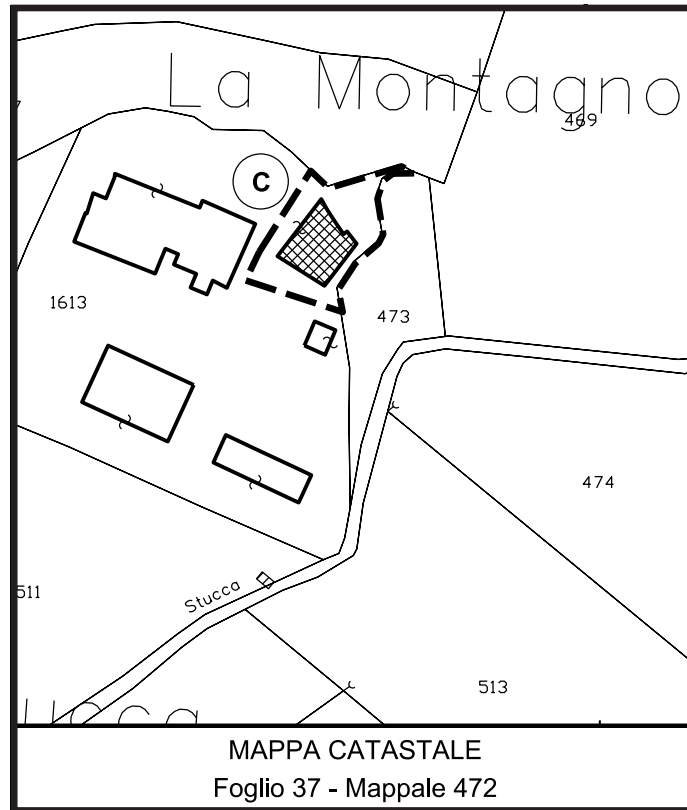 La Montagno
469
C
1613
473
474
511
Stucca
513
MAPPA CATASTALE
Foglio 37 - Mappale 472